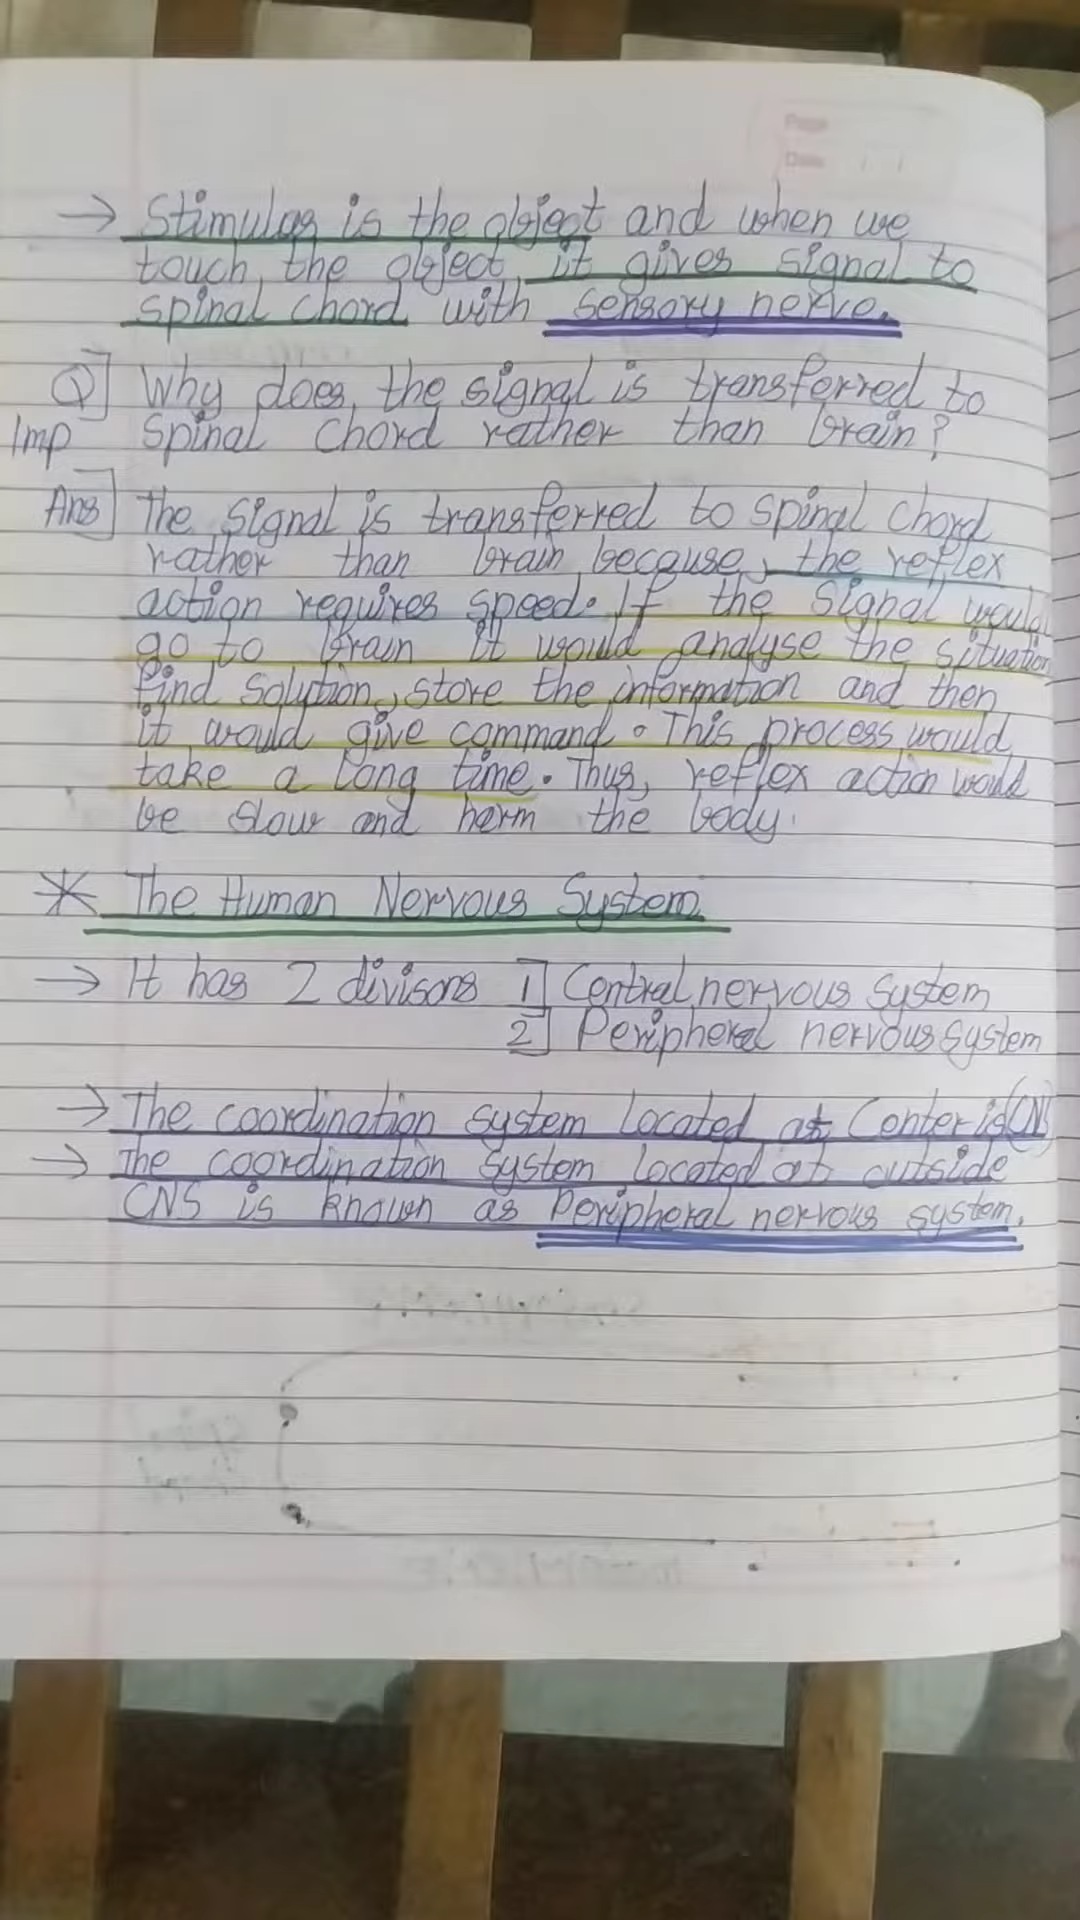 Page
Date / /
→ Stimulas is the object and when we
touch, the object, it gives signal to
spinal chord with sensory nerve.
Q] Why does, the signal is transferred to
Imp Spinal chord rather than brain?
Ans] The signal is transferred to spinal chord
rather than brain because, the reflex
action requires speed. If the signal would
go to brain it would analyse the situation
find solution, store the information and then
it would give command. This process would
take a long time. Thus, reflex action would
be slow and harm the body.
* The Human Nervous System.
→ It has 2 divisons 1] Central nervous system
2] Peripheral nervous system
→ The coordination system located at Center is (CNS)
→ The coordination system located at outside
CNS is known as Peripheral nervous system.